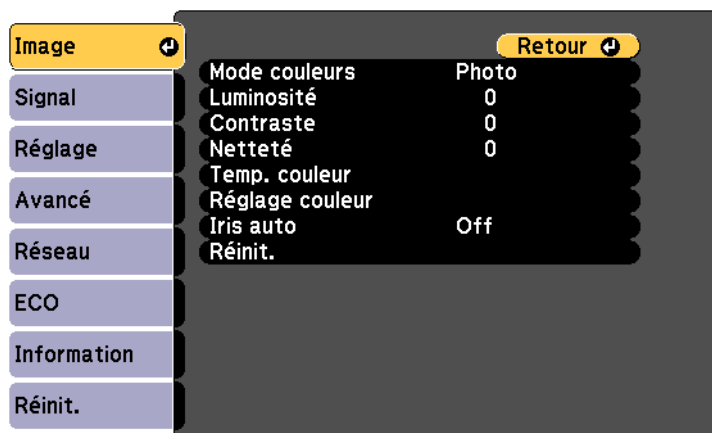 Image
Signal
Réglage
Avancé
Réseau
ECO
Information
Réinit.
Retour
Mode couleurs Photo
Luminosité 0
Contraste 0
Netteté 0
Temp. couleur
Réglage couleur
Iris auto Off
Réinit.